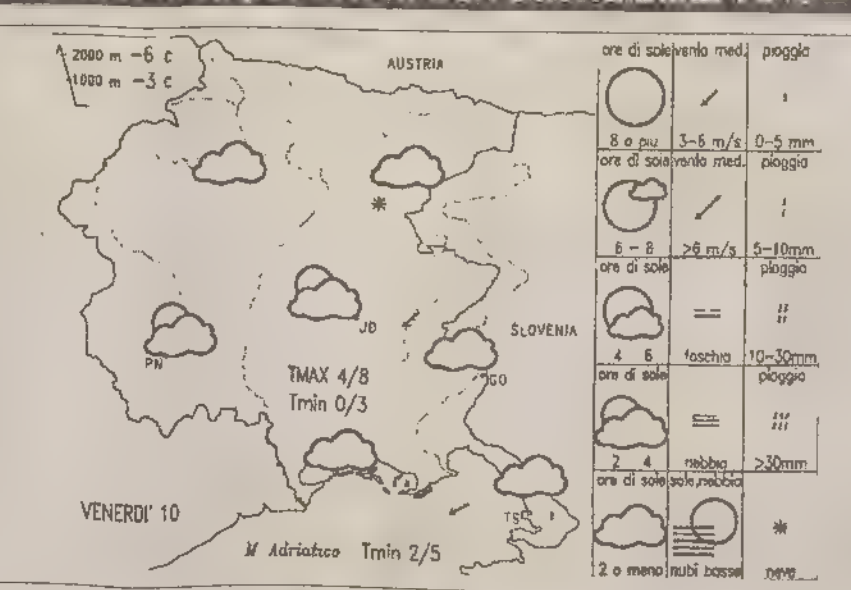 2000 m -6 c
1000 m -3 c
AUSTRIA
SLOVENIA
PN
UD
GO
TS
TMAX 4/8
Tmin 0/3
VENERDI' 10
M Adriatico Tmin 2/5
ore di sole vento med. pioggia
8 o piu 3-6 m/s 0-5 mm
ore di sole vento med. pioggia
6 - 8 >6 m/s 5-10mm
ore di sole pioggia
4 6 foschia 10-30mm
ore di sole pioggia
2 4 nebbia >30mm
ore di sole sole, nebbia
2 o meno nubi basse neve